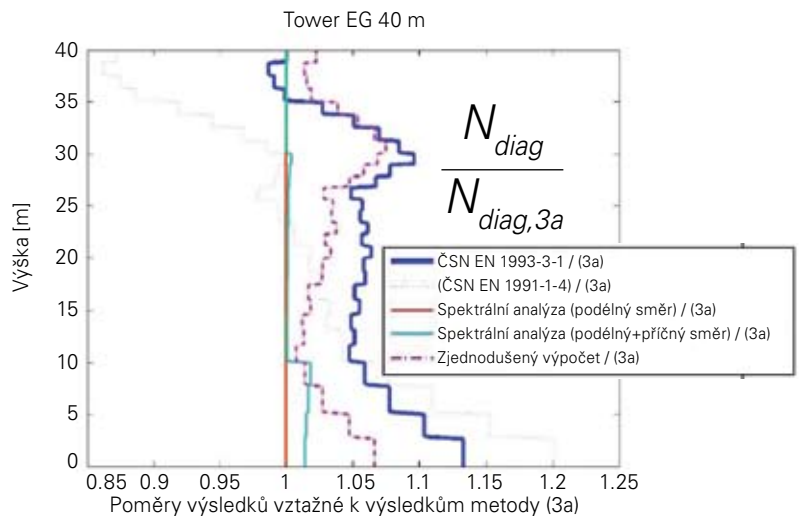 Tower EG 40 m
40
35
30
25
20
15
10
5
0
Výška [m]
N diag
N diag,3a
ČSN EN 1993-3-1 / (3a)
(ČSN EN 1991-1-4) / (3a)
Spektrální analýza (podélný směr) / (3a)
Spektrální analýza (podélný+příčný směr) / (3a)
Zjednodušený výpočet / (3a)
0.85 0.9 0.95 1 1.05 1.1 1.15 1.2 1.25
Poměry výsledků vztažné k výsledkům metody (3a)